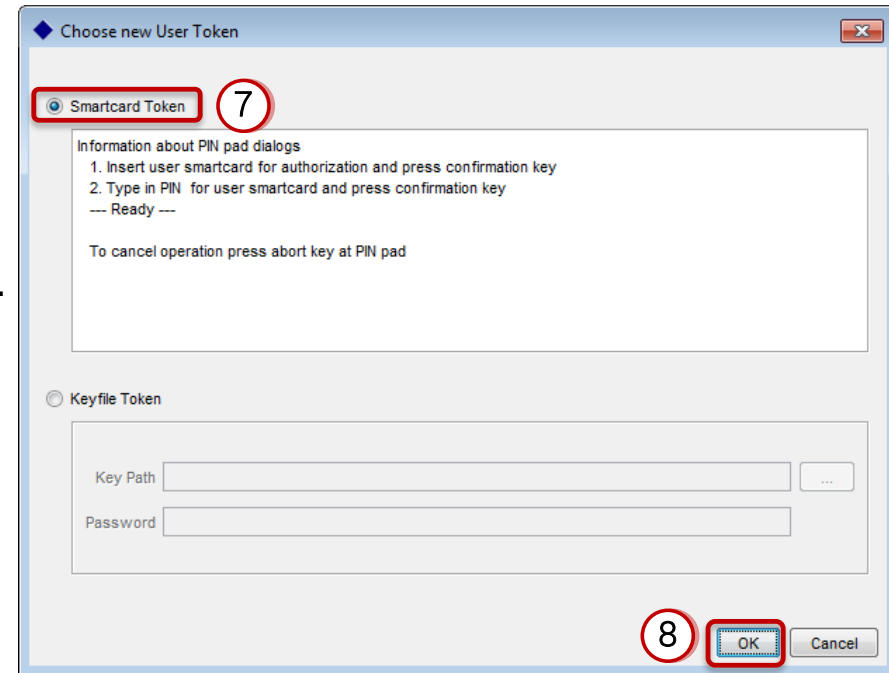 Choose new User Token
Smartcard Token
7
Information about PIN pad dialogs
1. Insert user smartcard for authorization and press confirmation key
2. Type in PIN for user smartcard and press confirmation key
--- Ready ---
To cancel operation press abort key at PIN pad
.
Keyfile Token
Key Path
...
Password
8
OK
Cancel